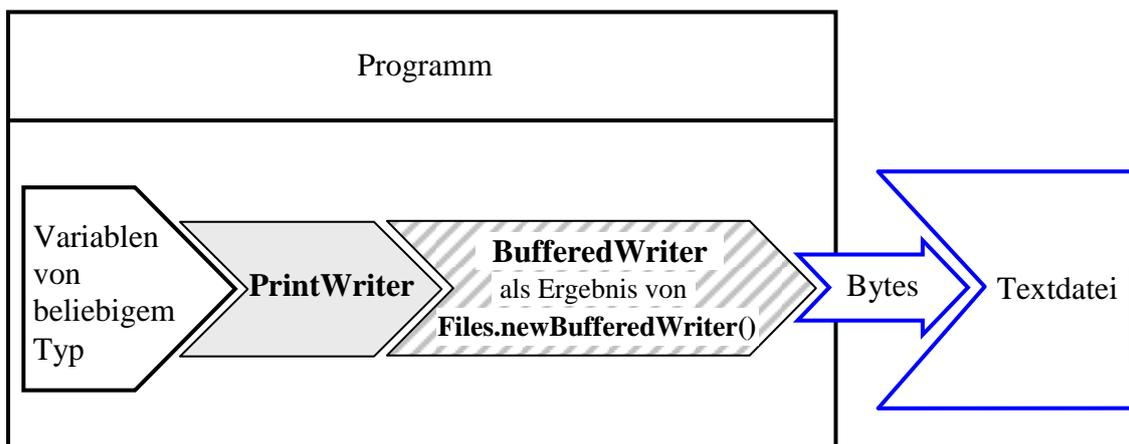 Programm
Variablen
von
beliebigem
Typ
PrintWriter
BufferedWriter
als Ergebnis von
Files.newBufferedWriter()
Bytes
Textdatei